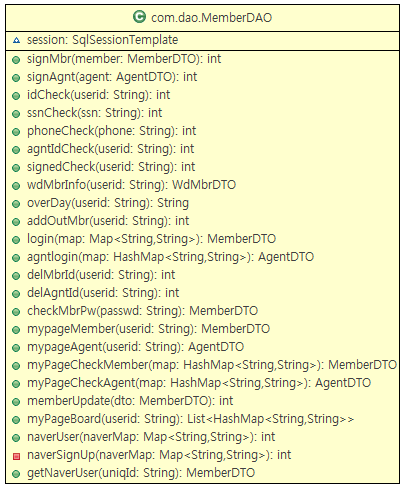 C com.dao.MemberDAO
session: SqlSessionTemplate
signMbr(member: MemberDTO): int
signAgnt(agent: AgentDTO): int
idCheck(userid: String): int
ssnCheck(ssn: String): int
phoneCheck(phone: String): int
agntIdCheck(userid: String): int
signedCheck(userid: String): int
wdMbrInfo(userid: String): WdMbrDTO
overDay(userid: String): String
addOutMbr(userid: String): int
login(map: Map<String,String>): MemberDTO
agntlogin(map: HashMap<String,String>): AgentDTO
delMbrId(userid: String): int
delAgntId(userid: String): int
checkMbrPw(passwd: String): MemberDTO
mypageMember(userid: String): MemberDTO
mypageAgent(userid: String): AgentDTO
myPageCheckMember(map: HashMap<String,String>): MemberDTO
myPageCheckAgent(map: HashMap<String,String>): AgentDTO
memberUpdate(dto: MemberDTO): int
myPageBoard(userid: String): List<HashMap<String,String>>
naverUser(naverMap: Map<String,String>): int
naverSignUp(naverMap: Map<String,String>): int
getNaverUser(uniqId: String): MemberDTO